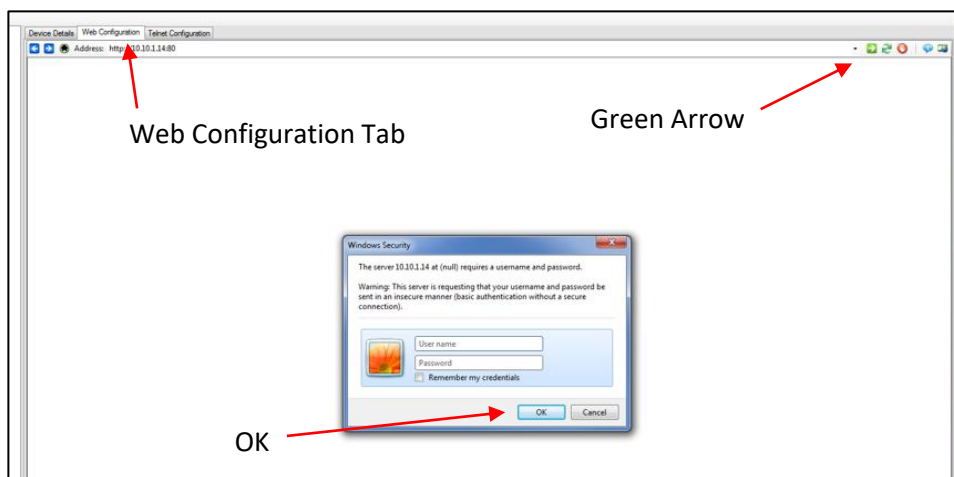 Device Details Web Configuration Telnet Configuration
Address: http://10.10.1.14:80
Web Configuration Tab
Green Arrow
Windows Security
The server 10.10.1.14 at (null) requires a username and password.
Warning: This server is requesting that your username and password be
sent in an insecure manner (basic authentication without a secure
connection).
User name
Password
Remember my credentials
OK Cancel
OK